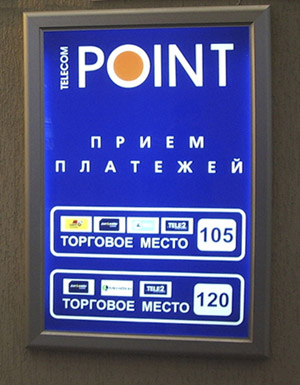 TELECOM
POINT
ПРИЕМ
ПЛАТЕЖЕЙ
TELE2
ТОРГОВОЕ МЕСТО 105
TELE2
ТОРГОВОЕ МЕСТО 120